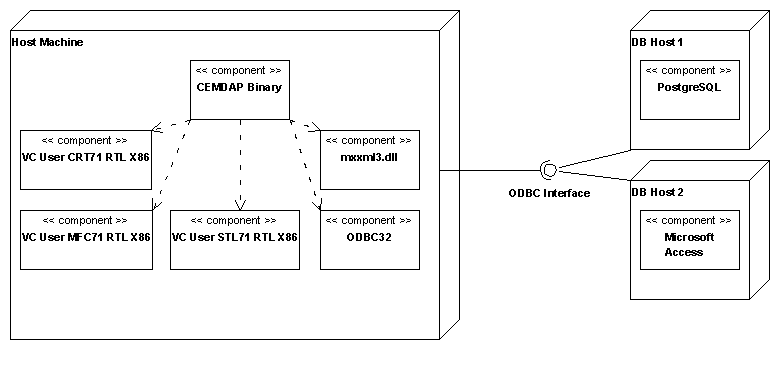 Host Machine
<< component >>
CEMDAP Binary
<< component >>
VC User CRT71 RTL X86
<< component >>
mxxml3.dll
<< component >>
VC User MFC71 RTL X86
<< component >>
VC User STL71 RTL X86
<< component >>
ODBC32
ODBC Interface
DB Host 1
<< component >>
PostgreSQL
DB Host 2
<< component >>
Microsoft
Access